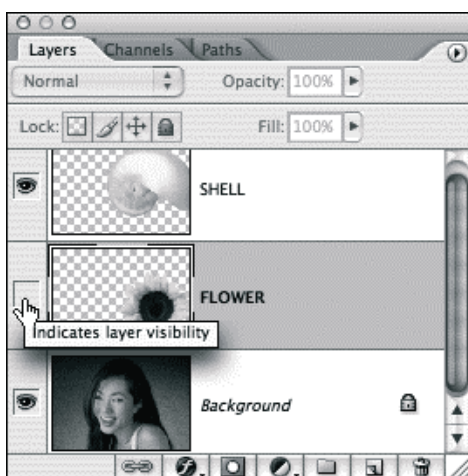 Layers Channels Paths
Normal Opacity: 100%
Lock: Fill: 100%
SHELL
FLOWER
Indicates layer visibility
Background